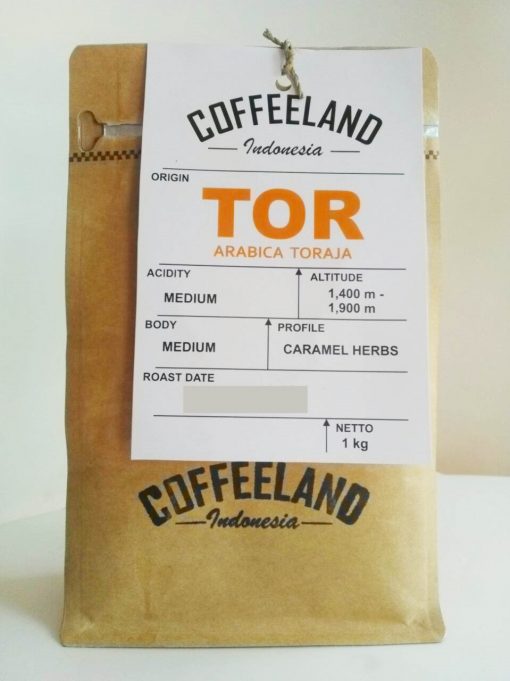 COFFEELAND
Indonesia
ORIGIN
TOR
ARABICA TORAJA
ACIDITY
MEDIUM
ALTITUDE
1,400 m -
1,900 m
BODY
MEDIUM
PROFILE
CARAMEL HERBS
ROAST DATE
NETTO
1 kg
COFFEELAND
Indonesia